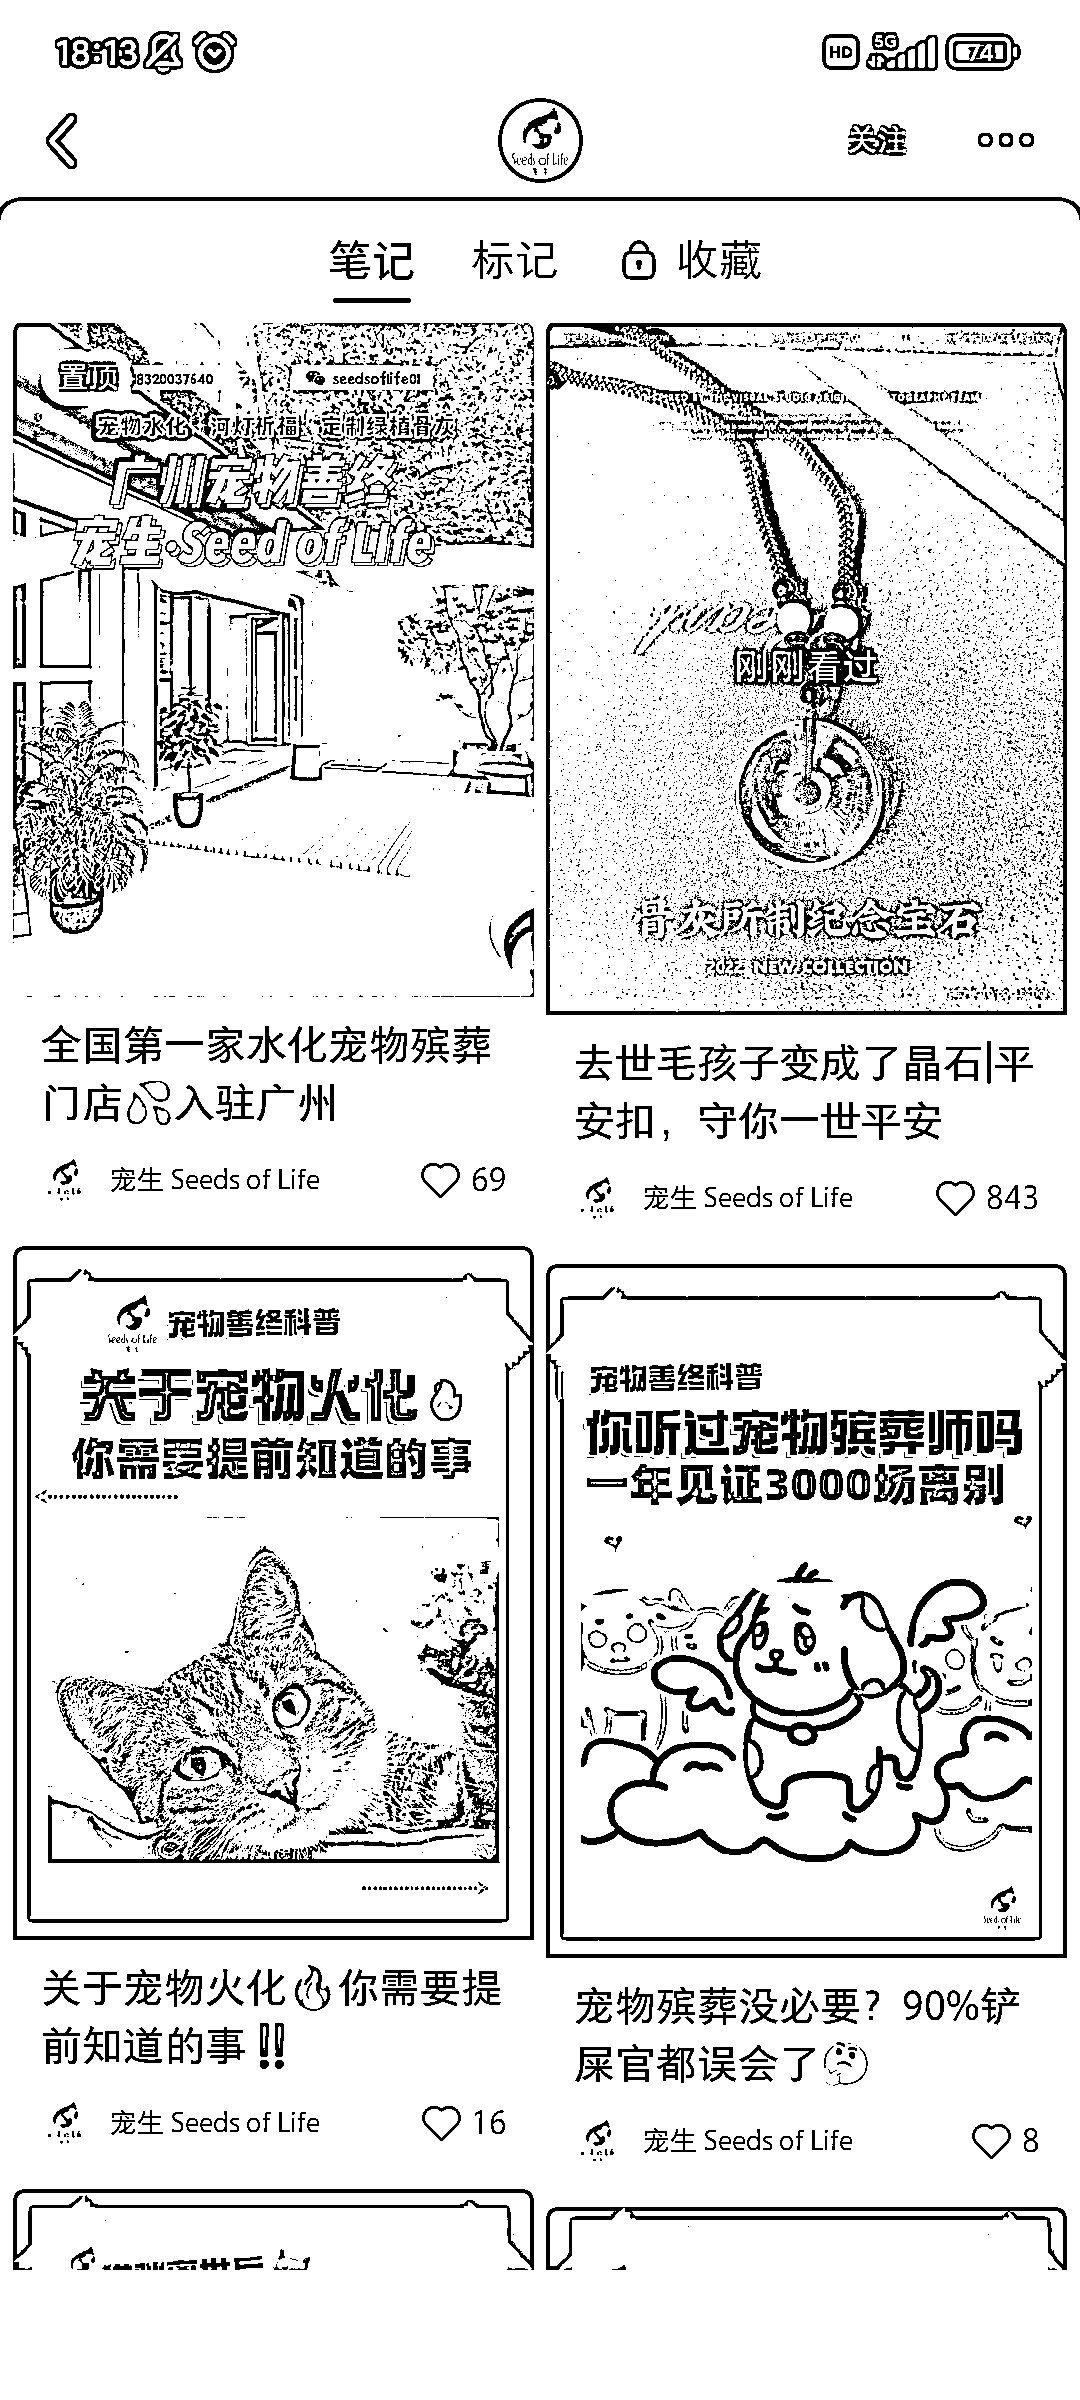 18:13
HD 5G 74
Seeds of Life
关注
笔记 标记 收藏
置顶 18320037640 seedsoflife01
宠物水化 河灯祈福 定制绿植骨灰
广川宠物善终
宠生·Seed of Life
全国第一家水化宠物殡葬
门店💦入驻广州
宠生 Seeds of Life 69
刚刚看过
骨灰所制纪念宝石
2022 NEW COLLECTION
去世毛孩子变成了晶石|平
安扣，守你一世平安
宠生 Seeds of Life 843
Seeds of Life 宠物善终科普
关于宠物火化🔥
你需要提前知道的事
关于宠物火化🔥你需要提
前知道的事‼️
宠生 Seeds of Life 16
宠物善终科普
你听过宠物殡葬师吗
一年见证3000场离别
Seeds of Life
宠物殡葬没必要？90%铲
屎官都误会了🤔
宠生 Seeds of Life 8